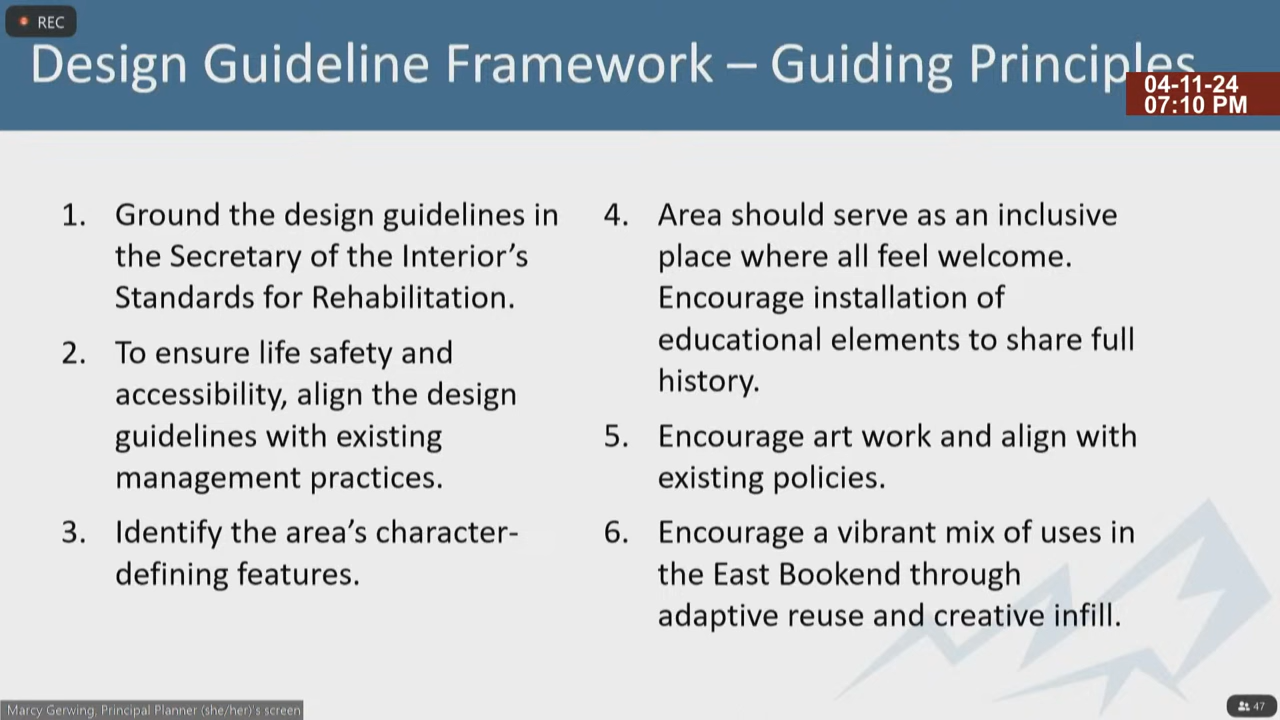 REC
Design Guideline Framework – Guiding Principles
04-11-24
07:10 PM
1. Ground the design guidelines in
the Secretary of the Interior’s
Standards for Rehabilitation.
2. To ensure life safety and
accessibility, align the design
guidelines with existing
management practices.
3. Identify the area’s character-
defining features.
4. Area should serve as an inclusive
place where all feel welcome.
Encourage installation of
educational elements to share full
history.
5. Encourage art work and align with
existing policies.
6. Encourage a vibrant mix of uses in
the East Bookend through
adaptive reuse and creative infill.
Marcy Gerwing, Principal Planner (she/her)'s screen
47